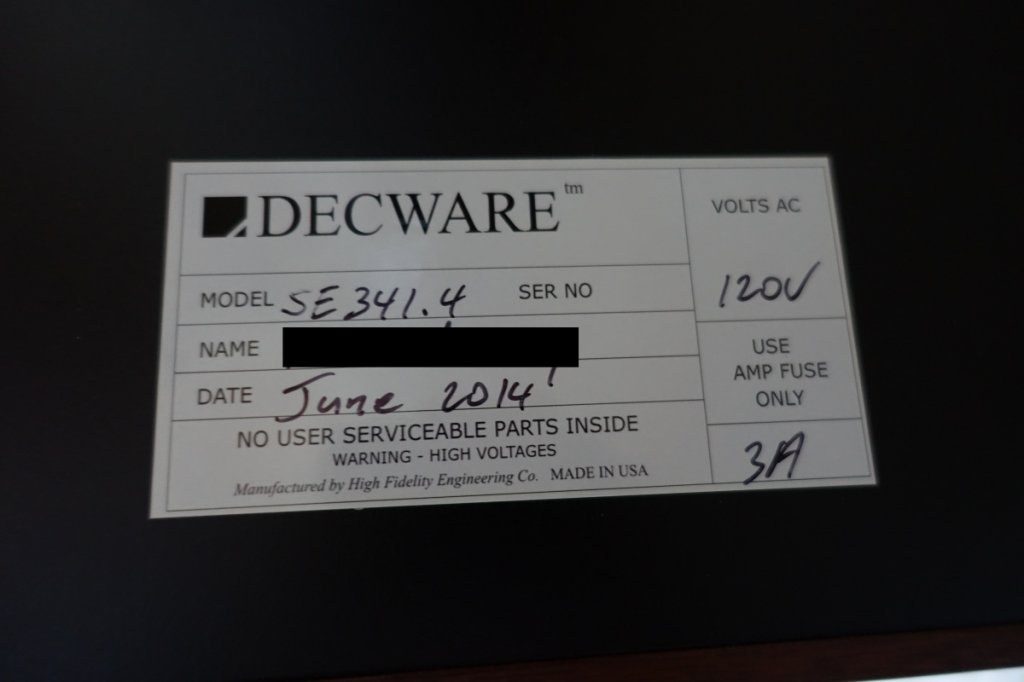 DECWARE tm
MODEL SE341.4 SER NO
NAME
DATE June 2014
NO USER SERVICEABLE PARTS INSIDE
WARNING - HIGH VOLTAGES
Manufactured by High Fidelity Engineering Co. MADE IN USA
VOLTS AC
120V
USE
AMP FUSE
ONLY
3A